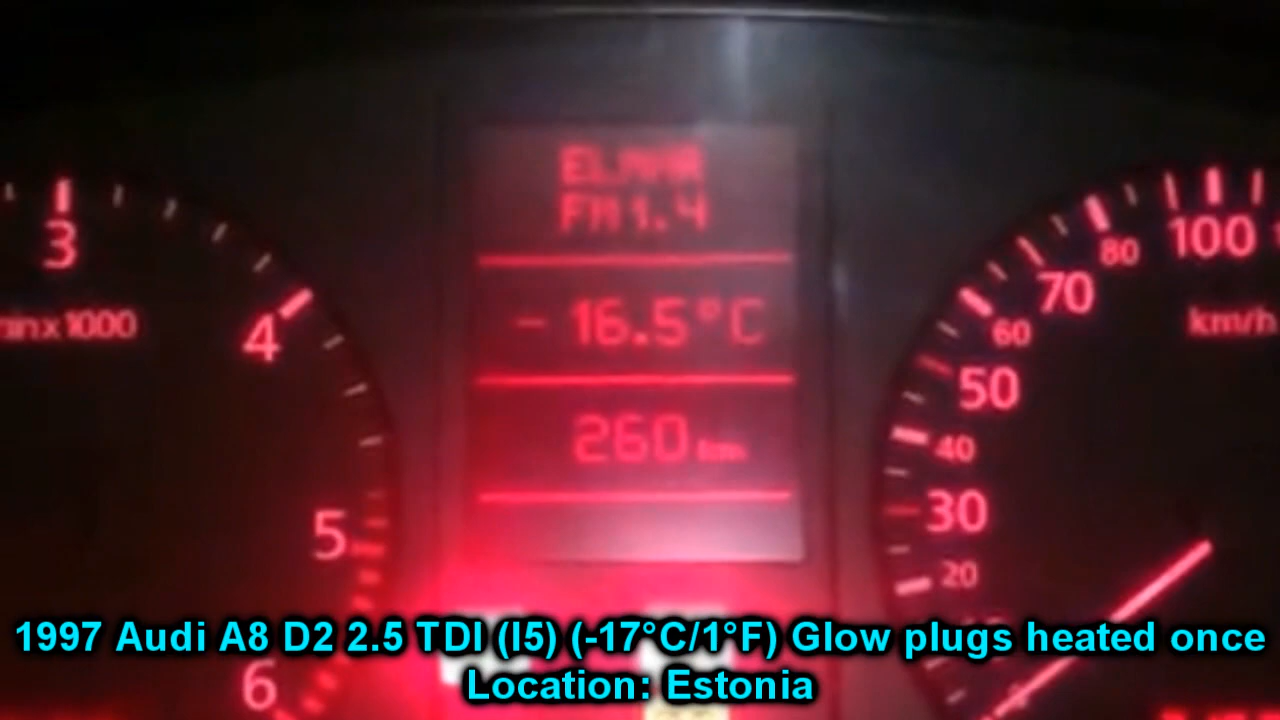 ELMAR
FM1.4
- 16.5°C
260 km
3
4
5
6
100
80
70
60
50
40
30
20
km/h
x1000
1997 Audi A8 D2 2.5 TDI (I5) (-17°C/1°F) Glow plugs heated once
Location: Estonia